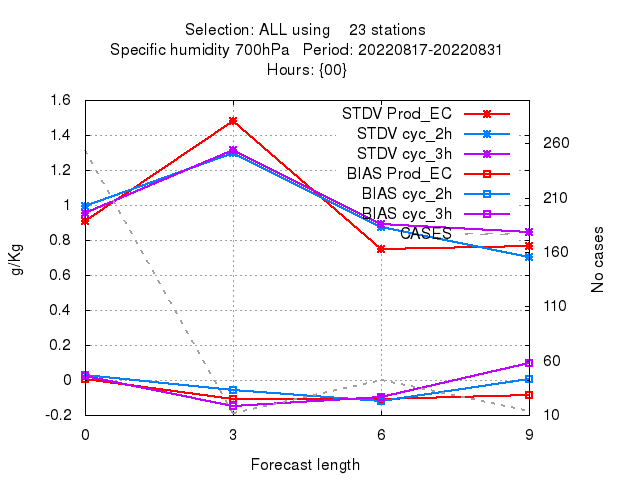 Selection: ALL using    23 stations
Specific humidity 700hPa   Period: 20220817-20220831
Hours: {00}
STDV Prod_EC
STDV cyc_2h
STDV cyc_3h
BIAS Prod_EC
BIAS cyc_2h
BIAS cyc_3h
CASES
1.6
1.4
1.2
1
0.8
0.6
0.4
0.2
0
-0.2
g/Kg
260
210
160
110
60
10
No cases
0 3 6 9
Forecast length